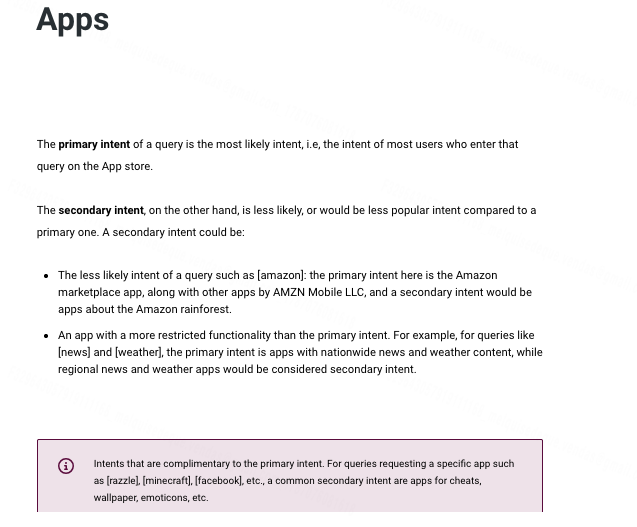 Apps
The primary intent of a query is the most likely intent, i.e, the intent of most users who enter that
query on the App store.
The secondary intent, on the other hand, is less likely, or would be less popular intent compared to a
primary one. A secondary intent could be:
• The less likely intent of a query such as [amazon]: the primary intent here is the Amazon
marketplace app, along with other apps by AMZN Mobile LLC, and a secondary intent would be
apps about the Amazon rainforest.
• An app with a more restricted functionality than the primary intent. For example, for queries like
[news] and [weather], the primary intent is apps with nationwide news and weather content, while
regional news and weather apps would be considered secondary intent.
Intents that are complimentary to the primary intent. For queries requesting a specific app such
as [razzle], [minecraft], [facebook], etc., a common secondary intent are apps for cheats,
wallpaper, emoticons, etc.